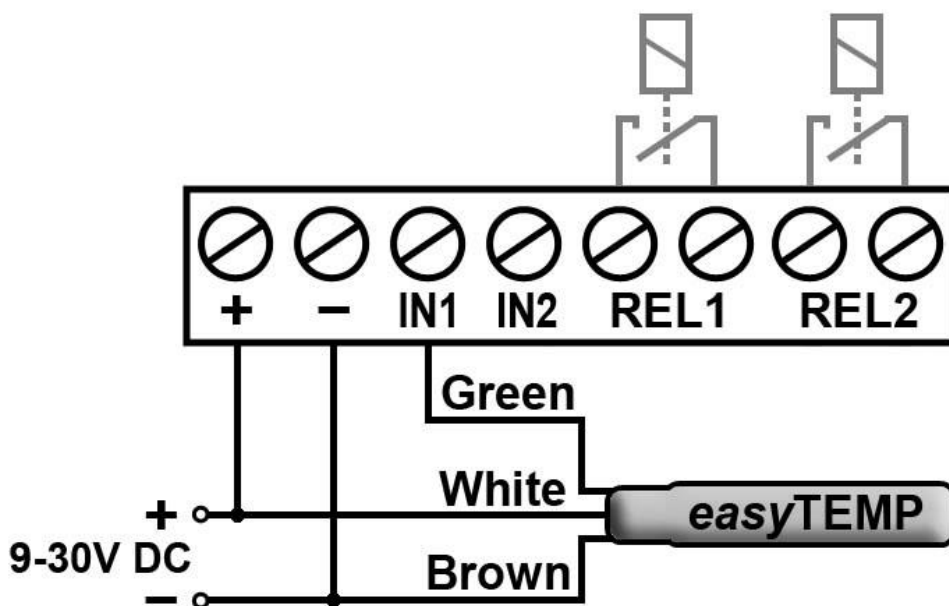 + − IN1 IN2 REL1 REL2
Green
White
easyTEMP
+
9-30V DC
Brown
−